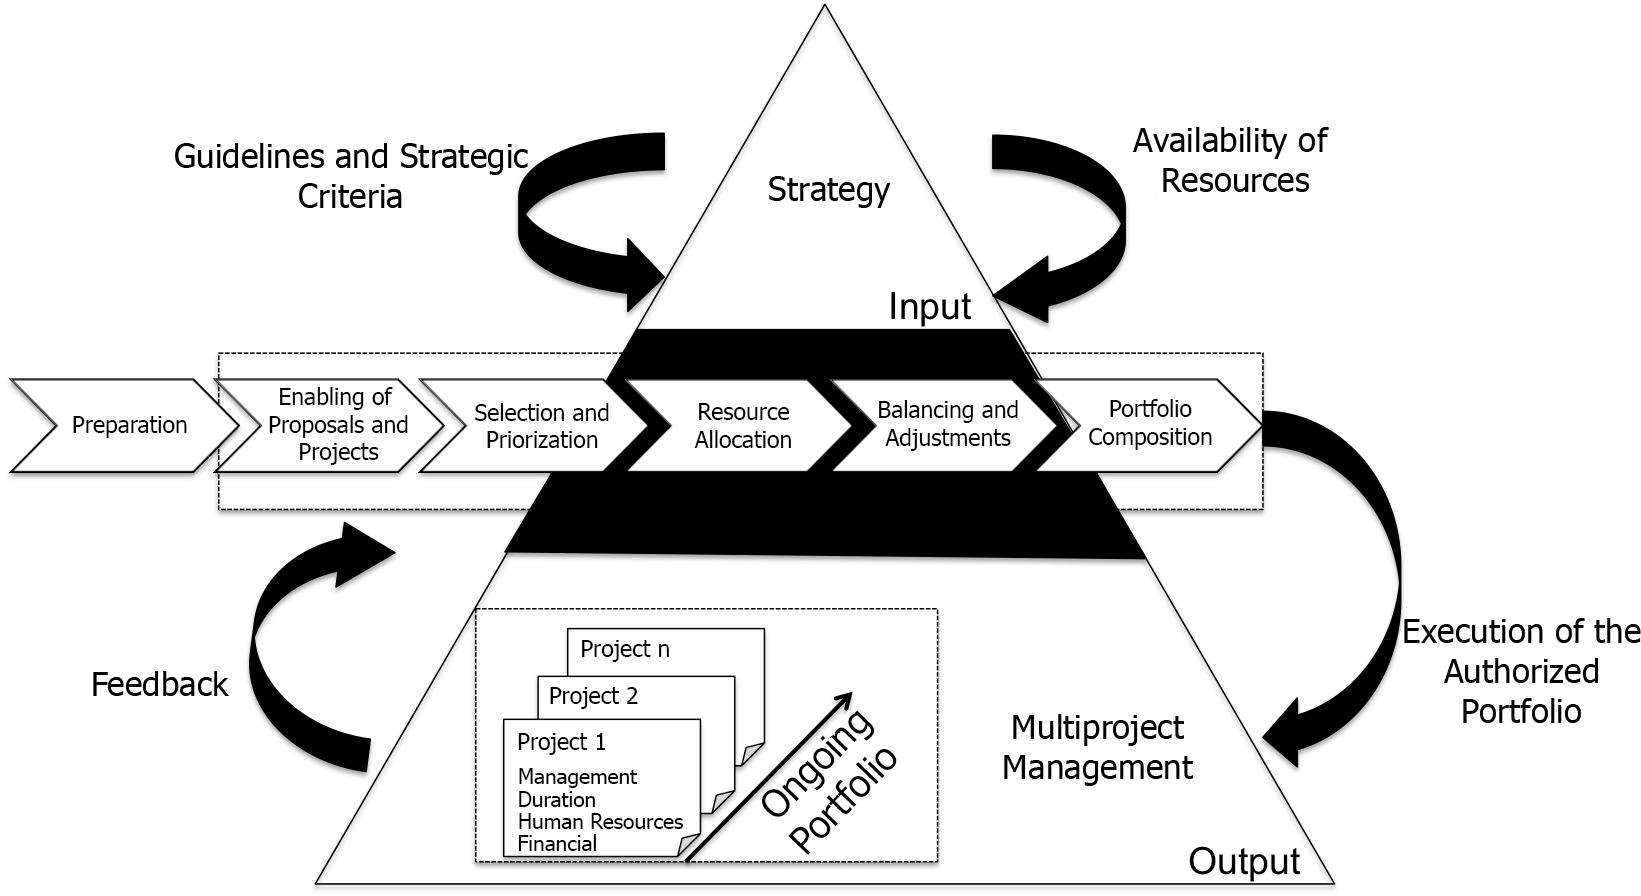 Guidelines and Strategic
Criteria
Availability of
Resources
Strategy
Input
Preparation
Enabling of
Proposals and
Projects
Selection and
Priorization
Resource
Allocation
Balancing and
Adjustments
Portfolio
Composition
Feedback
Execution of the
Authorized
Portfolio
Project n
Project 2
Project 1
Management
Duration
Human Resources
Financial
Ongoing
Portfolio
Multiproject
Management
Output